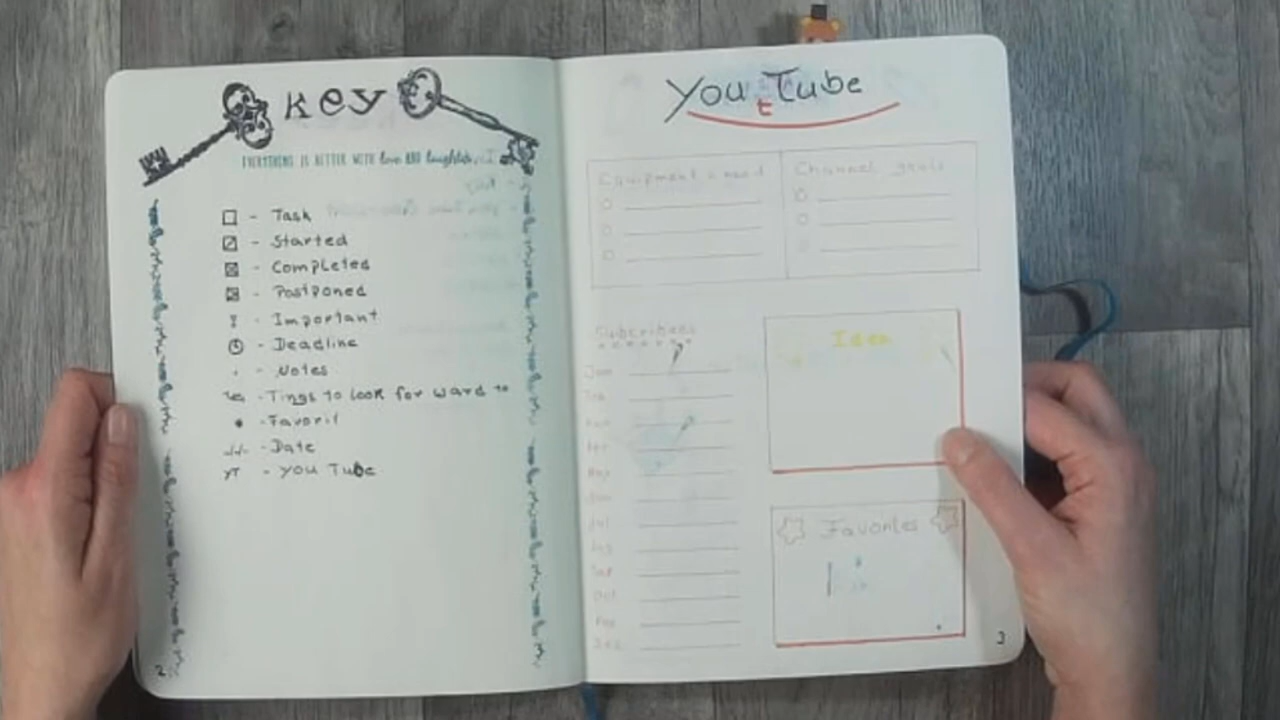 key
EVERYTHING IS BETTER WITH love AND laughter
- Task
- Started
- Completed
- Postponed
! - Important
- Deadline
- Notes
- Tings to look for ward to
- Favorit
-/-/- - Date
YT - You Tube
2
You Tube
t
Equipment u need
Channel goals
Subscribers
Jan
Feb
Mar
Apr
May
Jun
Jul
Aug
Sep
Oct
Nov
Dec
Idea
Favorites
3